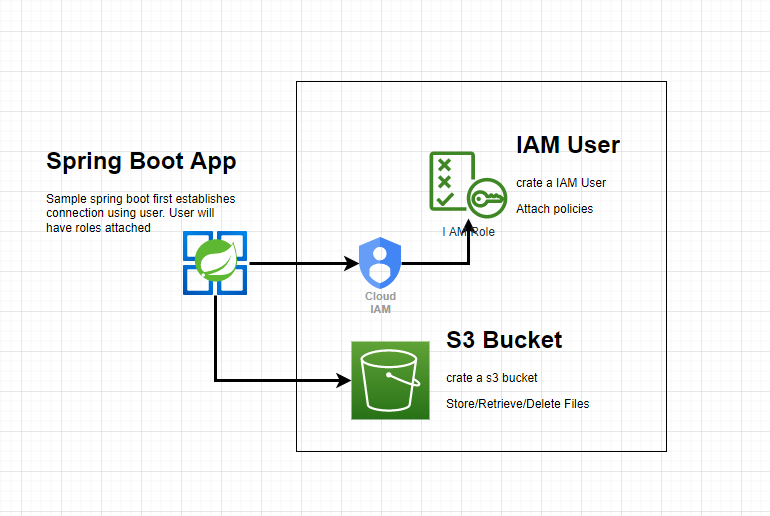 Spring Boot App
Sample spring boot first establishes
connection using user. User will
have roles attached
IAM User
crate a IAM User
Attach policies
I AM Role
Cloud
IAM
S3 Bucket
crate a s3 bucket
Store/Retrieve/Delete Files